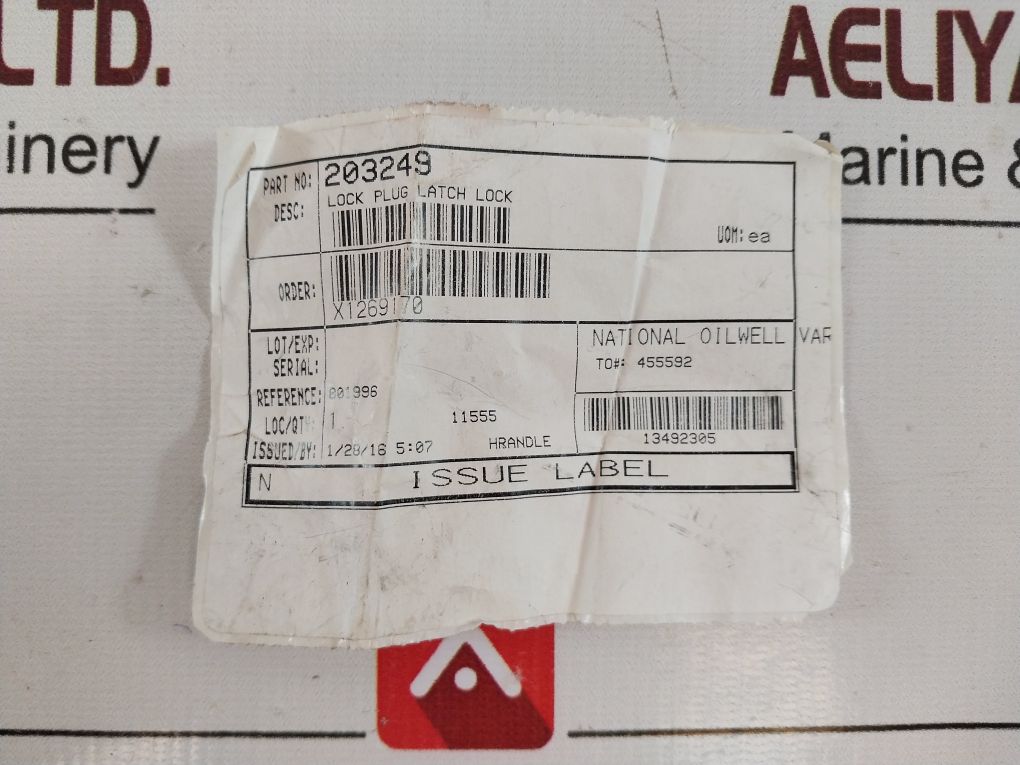 LTD.
AELIYA
inery
Marine &
PART NO: 203249
DESC: LOCK PLUG LATCH LOCK
UOM: ea
ORDER:
X1269170
LOT/EXP:
SERIAL:
NATIONAL OILWELL VAR
TO#: 455592
REFERENCE: 801996
LOC/QTY: 1 11555
13492305
ISSUED/BY: 1/28/16 5:07 HRANDLE
N ISSUE LABEL